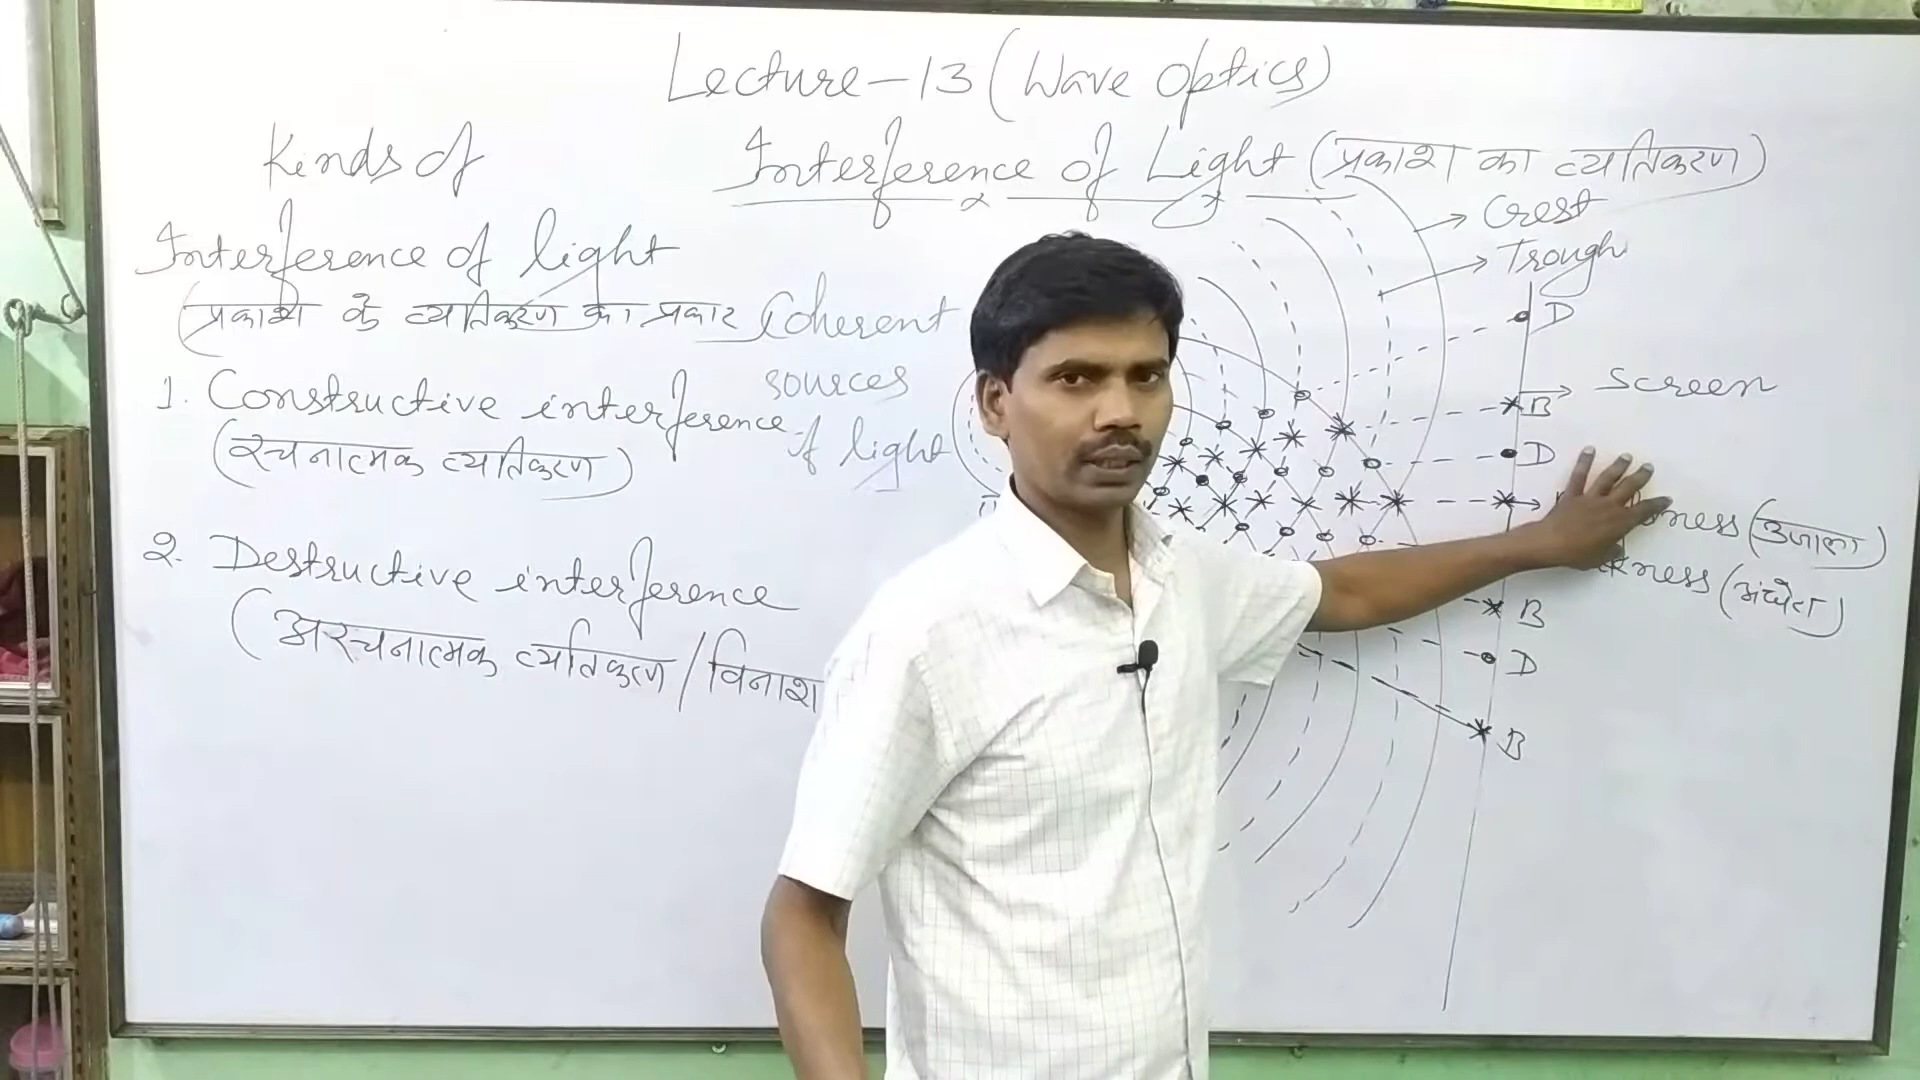 Lecture-13 (Wave Optics)
Interference of Light (प्रकाश का व्यतिकरण)
Kinds of
Interference of light
(प्रकाश के व्यतिकरण का प्रकार)
1. Constructive interference
(रचनात्मक व्यतिकरण)
2. Destructive interference
(अरचनात्मक व्यतिकरण/विनाश
Coherent
sources
of light
Crest
Trough
D
Screen
B
D
(उजाला)
(अंधेरा)
B
D
B